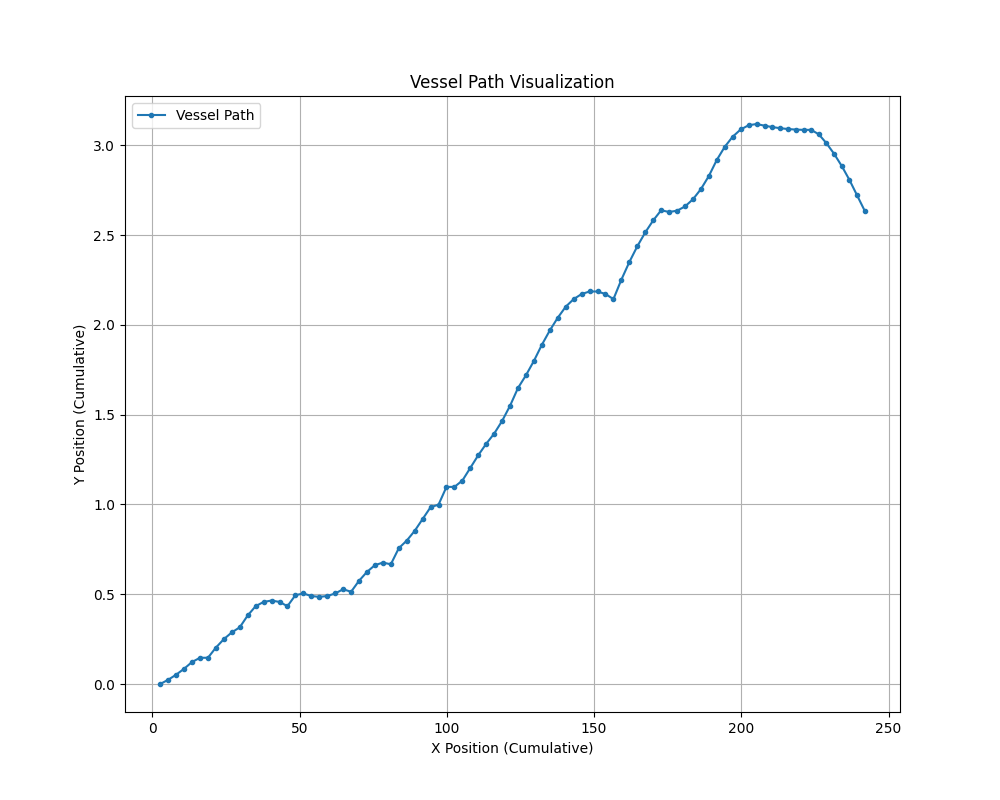 Vessel Path Visualization
Vessel Path
3.0
2.5
2.0
1.5
1.0
0.5
0.0
Y Position (Cumulative)
0 50 100 150 200 250
X Position (Cumulative)